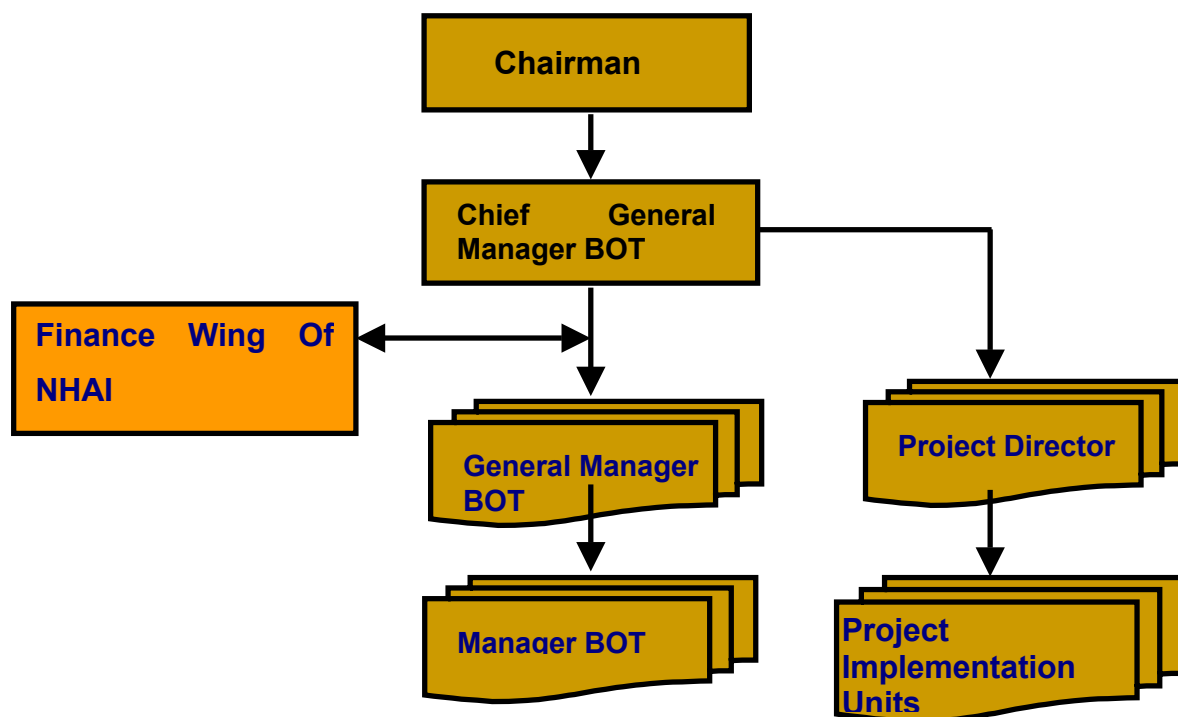 Chairman
Chief General
Manager BOT
Finance Wing Of
NHAI
General Manager
BOT
Project Director
Manager BOT
Project
Implementation
Units